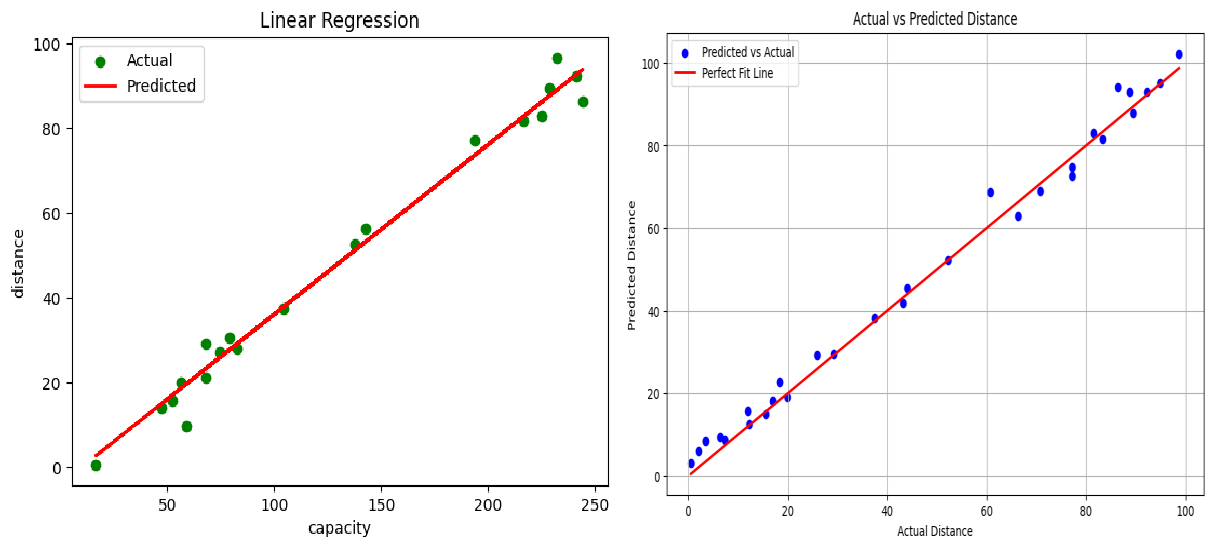 Linear Regression
Actual
Predicted
100
80
60
40
20
0
distance
50
100
150
200
250
capacity
Actual vs Predicted Distance
Predicted vs Actual
Perfect Fit Line
100
80
60
40
20
0
Predicted Distance
0
20
40
60
80
100
Actual Distance